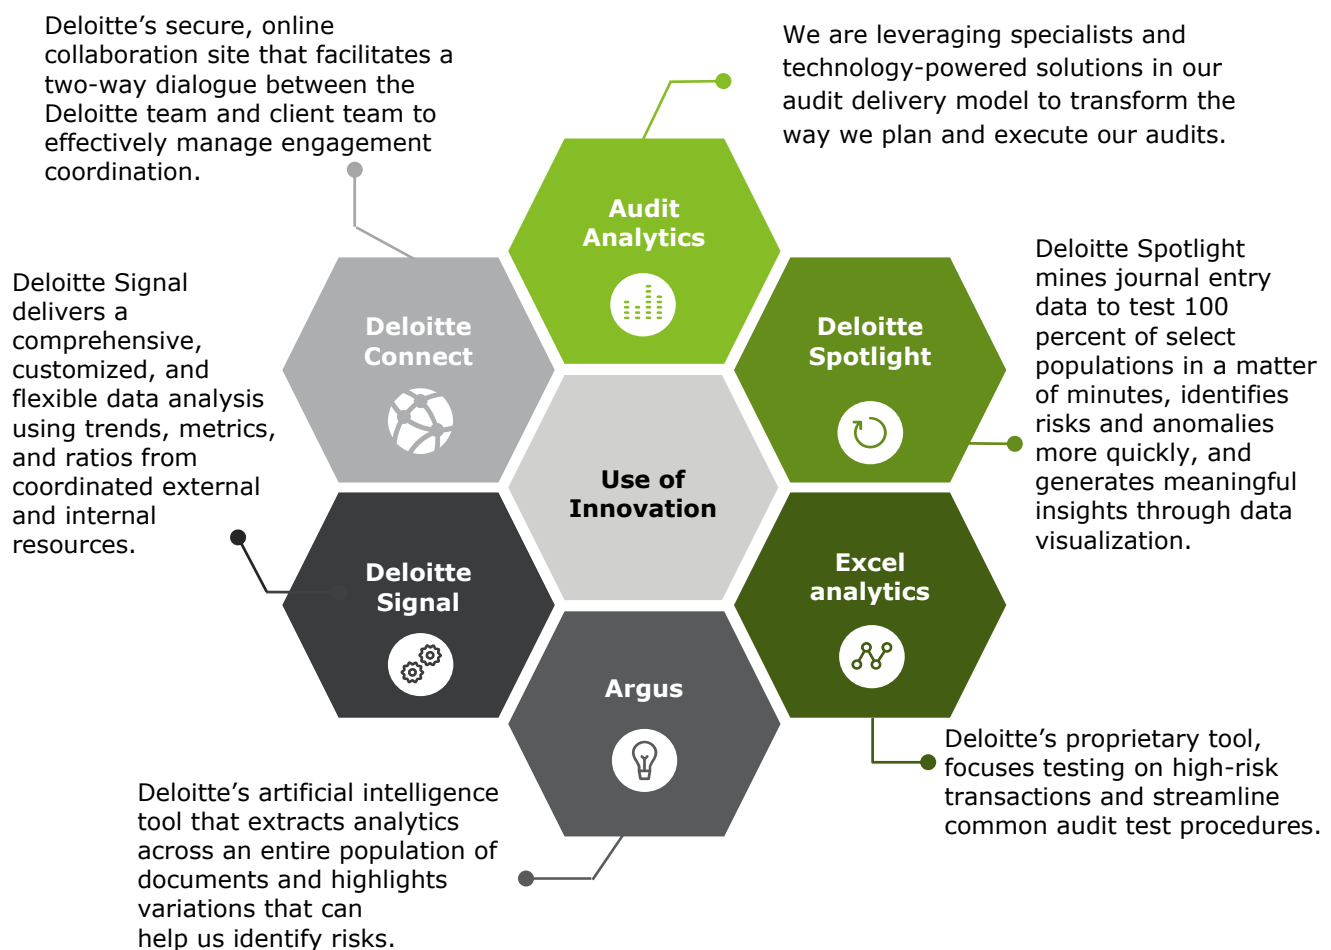 Deloitte’s secure, online
collaboration site that facilitates a
two-way dialogue between the
Deloitte team and client team to
effectively manage engagement
coordination.
We are leveraging specialists and
technology-powered solutions in our
audit delivery model to transform the
way we plan and execute our audits.
Audit
Analytics
Deloitte
Connect
Deloitte
Spotlight
Deloitte Spotlight
mines journal entry
data to test 100
percent of select
populations in a matter
of minutes, identifies
risks and anomalies
more quickly, and
generates meaningful
insights through data
visualization.
Deloitte Signal
delivers a
comprehensive,
customized, and
flexible data analysis
using trends, metrics,
and ratios from
coordinated external
and internal
resources.
Use of
Innovation
Deloitte
Signal
Excel
analytics
Argus
Deloitte’s proprietary tool,
focuses testing on high-risk
transactions and streamline
common audit test procedures.
Deloitte’s artificial intelligence
tool that extracts analytics
across an entire population of
documents and highlights
variations that can
help us identify risks.